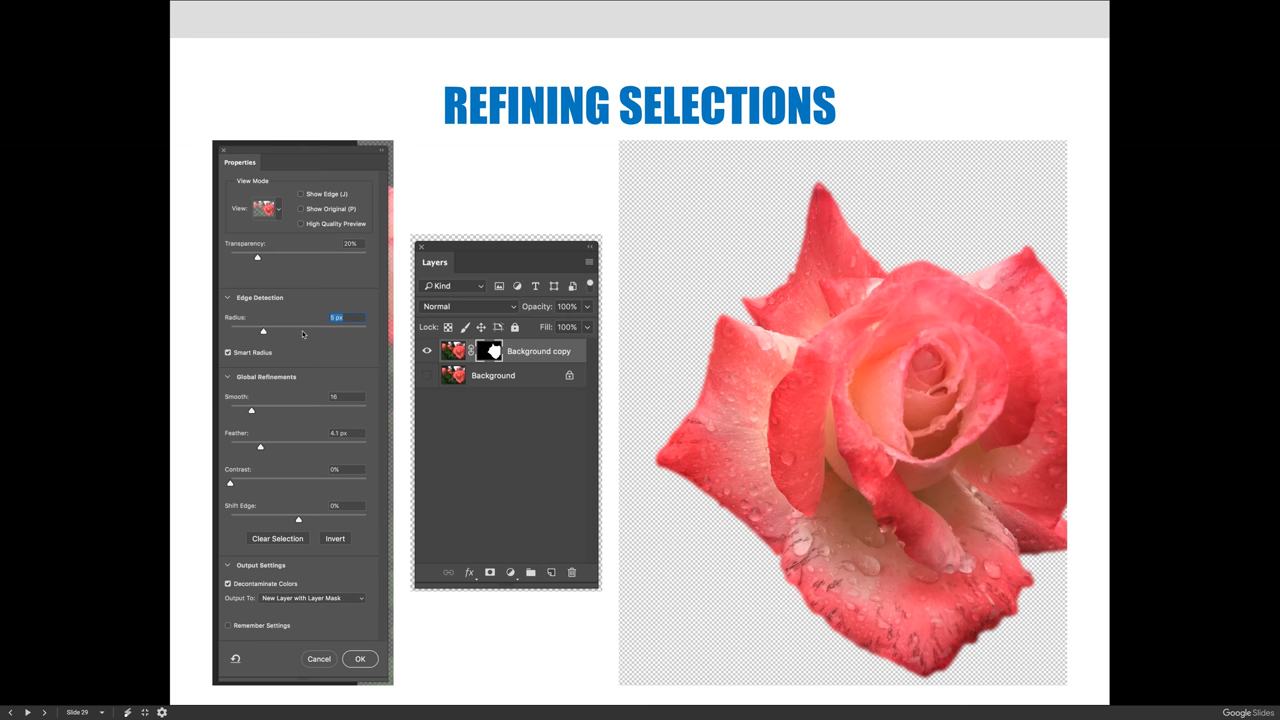 REFINING SELECTIONS
Properties
View Mode
Show Edge (J)
View:
Show Original (P)
High Quality Preview
Transparency:
20%
Edge Detection
Radius:
5 px
Smart Radius
Global Refinements
Smooth:
16
Feather:
4.1 px
Contrast:
0%
Shift Edge:
0%
Clear Selection
Invert
Output Settings
Decontaminate Colors
Output To:
New Layer with Layer Mask
Remember Settings
Cancel
OK
Layers
Kind
Normal
Opacity: 100%
Lock:
Fill: 100%
Background copy
Background
fx
Slide 29
Google Slides